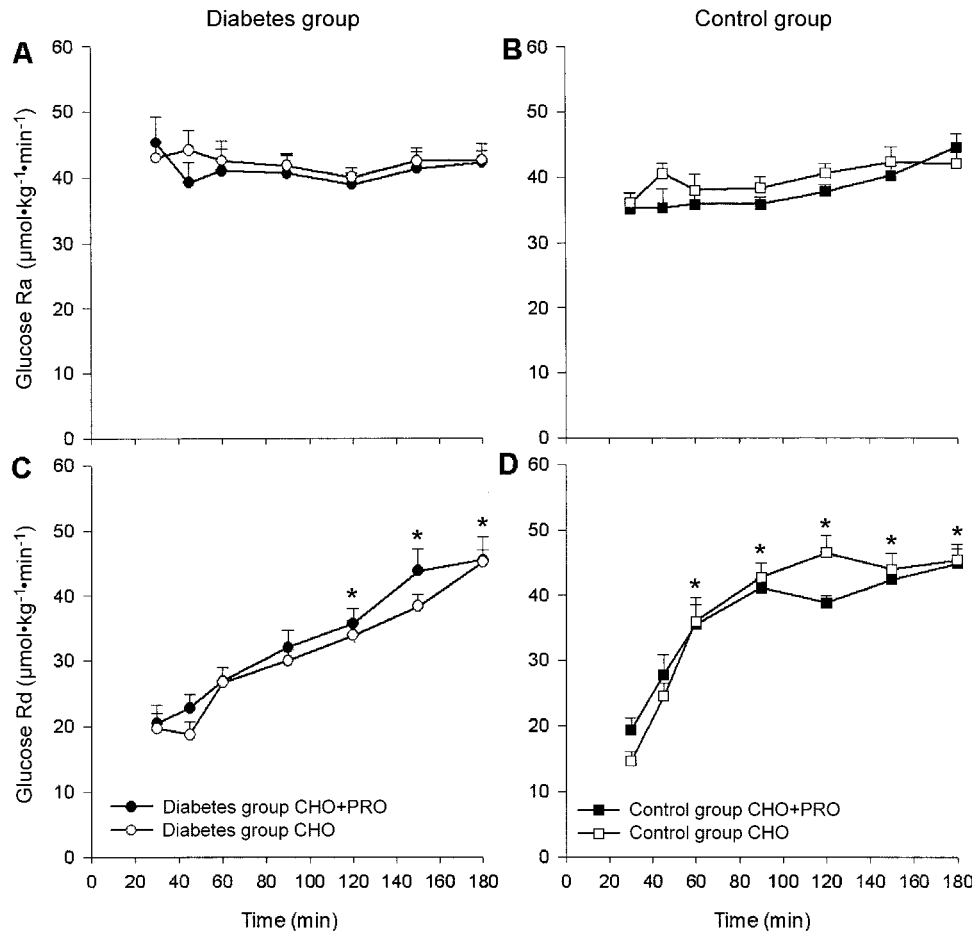 Diabetes group
Control group
A
B
Glucose Ra (µmol•kg⁻¹•min⁻¹)
60
50
40
30
20
10
0
60
50
40
30
20
10
0
C
D
Glucose Rd (µmol•kg⁻¹•min⁻¹)
60
50
40
30
20
10
0
* * *
Diabetes group CHO+PRO
Diabetes group CHO
0 20 40 60 80 100 120 140 160 180
Time (min)
60
50
40
30
20
10
0
* * * * *
Control group CHO+PRO
Control group CHO
0 20 40 60 80 100 120 140 160 180
Time (min)